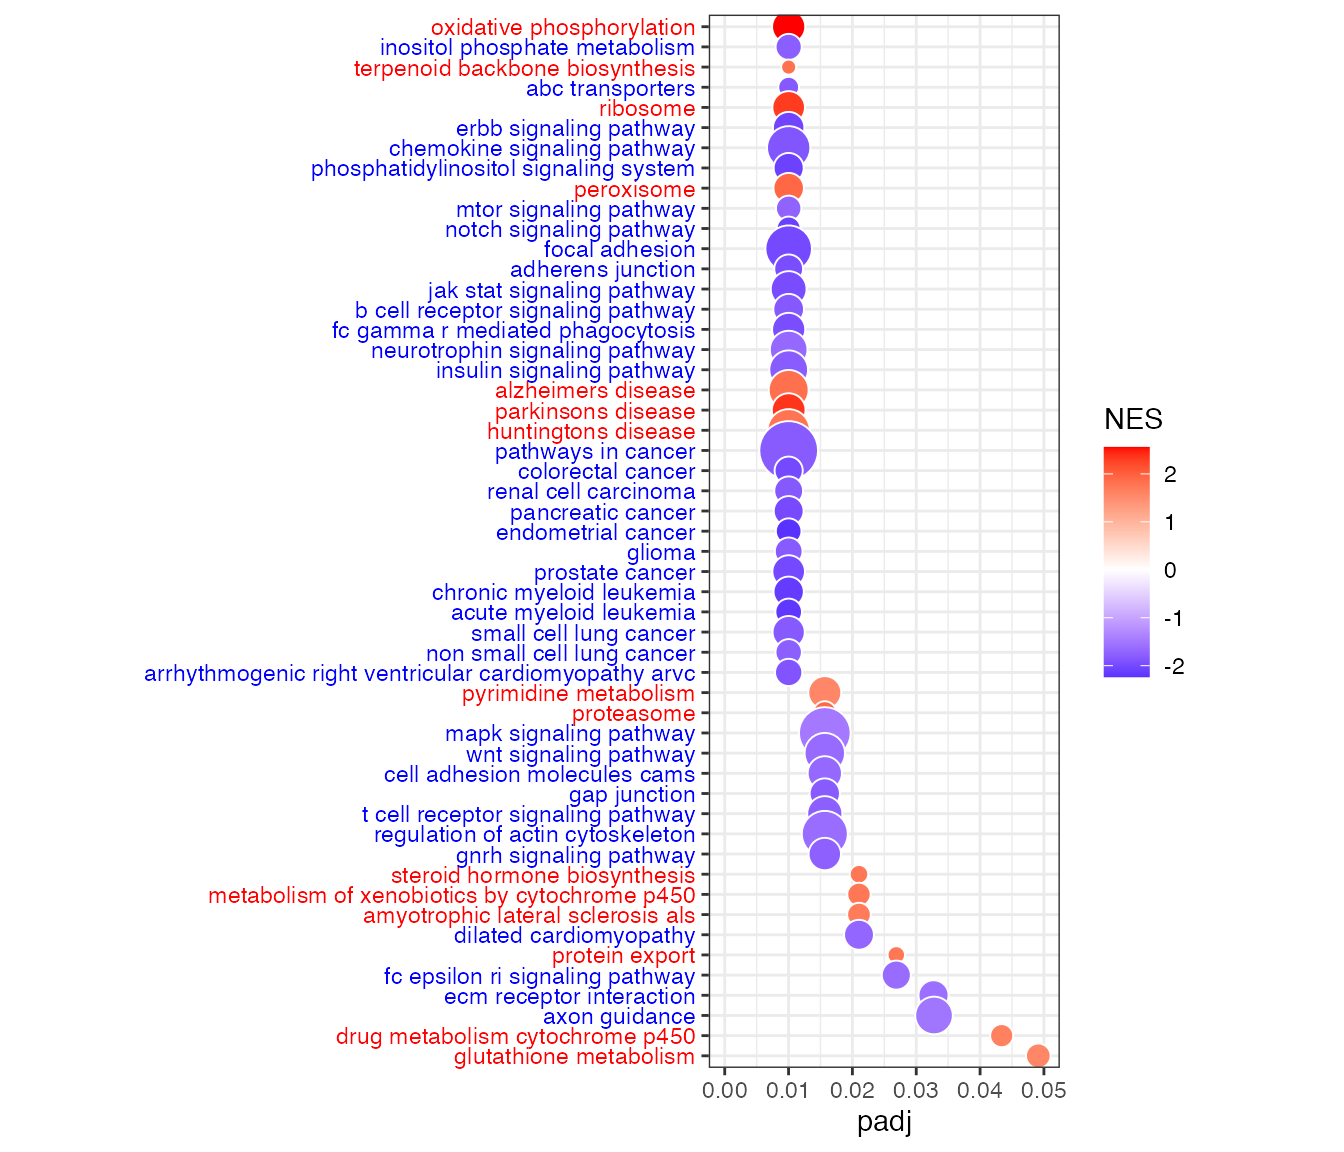 oxidative phosphorylation
inositol phosphate metabolism
terpenoid backbone biosynthesis
abc transporters
ribosome
erbb signaling pathway
chemokine signaling pathway
phosphatidylinositol signaling system
peroxisome
mtor signaling pathway
notch signaling pathway
focal adhesion
adherens junction
jak stat signaling pathway
b cell receptor signaling pathway
fc gamma r mediated phagocytosis
neurotrophin signaling pathway
insulin signaling pathway
alzheimers disease
parkinsons disease
huntingtons disease
pathways in cancer
colorectal cancer
renal cell carcinoma
pancreatic cancer
endometrial cancer
glioma
prostate cancer
chronic myeloid leukemia
acute myeloid leukemia
small cell lung cancer
non small cell lung cancer
arrhythmogenic right ventricular cardiomyopathy arvc
pyrimidine metabolism
proteasome
mapk signaling pathway
wnt signaling pathway
cell adhesion molecules cams
gap junction
t cell receptor signaling pathway
regulation of actin cytoskeleton
gnrh signaling pathway
steroid hormone biosynthesis
metabolism of xenobiotics by cytochrome p450
amyotrophic lateral sclerosis als
dilated cardiomyopathy
protein export
fc epsilon ri signaling pathway
ecm receptor interaction
axon guidance
drug metabolism cytochrome p450
glutathione metabolism
0.00 0.01 0.02 0.03 0.04 0.05
padj
NES
2
1
0
-1
-2